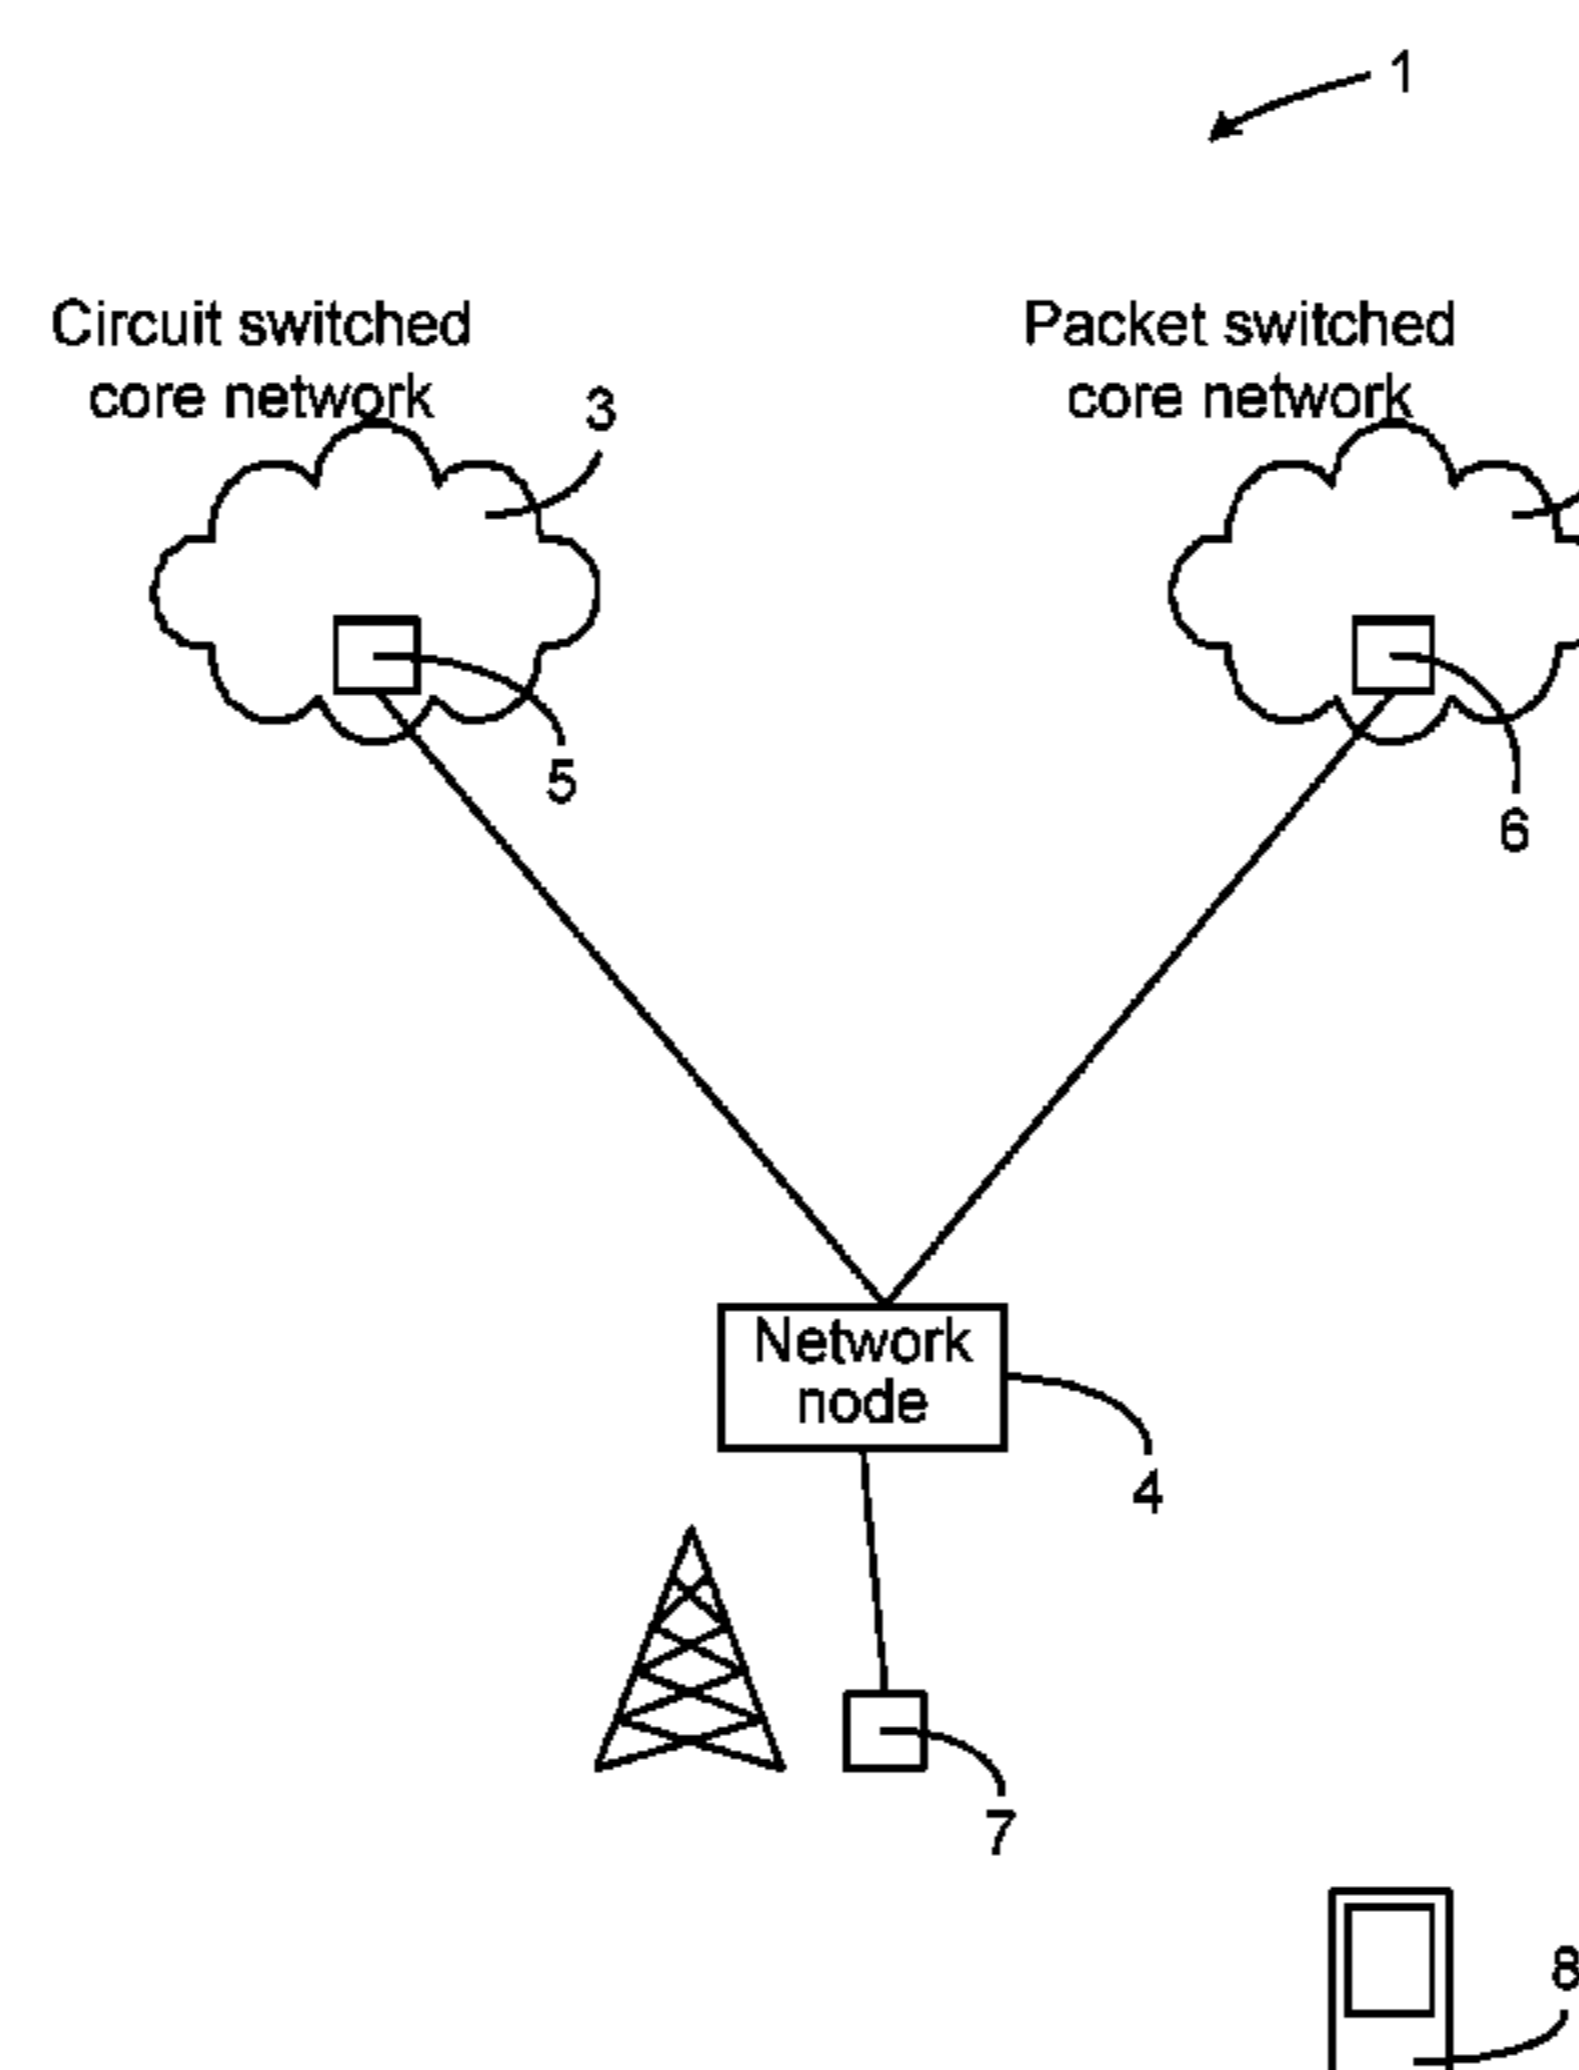 1
Circuit switched
core network
3
Packet switched
core network
5
6
Network
node
4
7
8